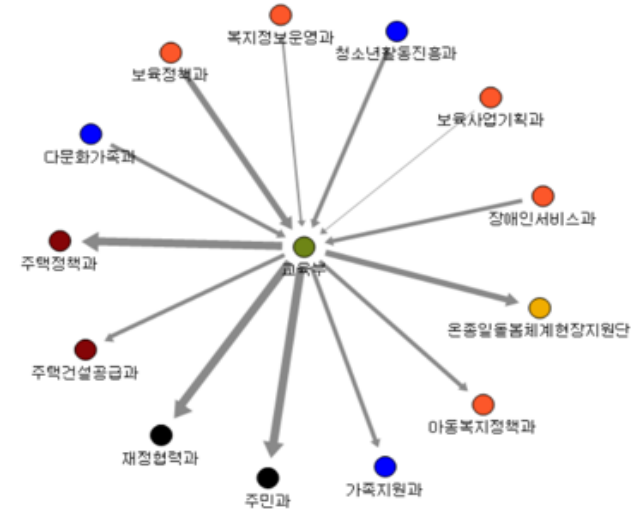 복지정보운영과
청소년활동진흥과
보육정책과
보육사업기획과
다문화가족과
장애인서비스과
주택정책과
교육부
온종일돌봄체계현장지원단
주택건설공급과
아동복지정책과
재정협력과
가족지원과
주민과